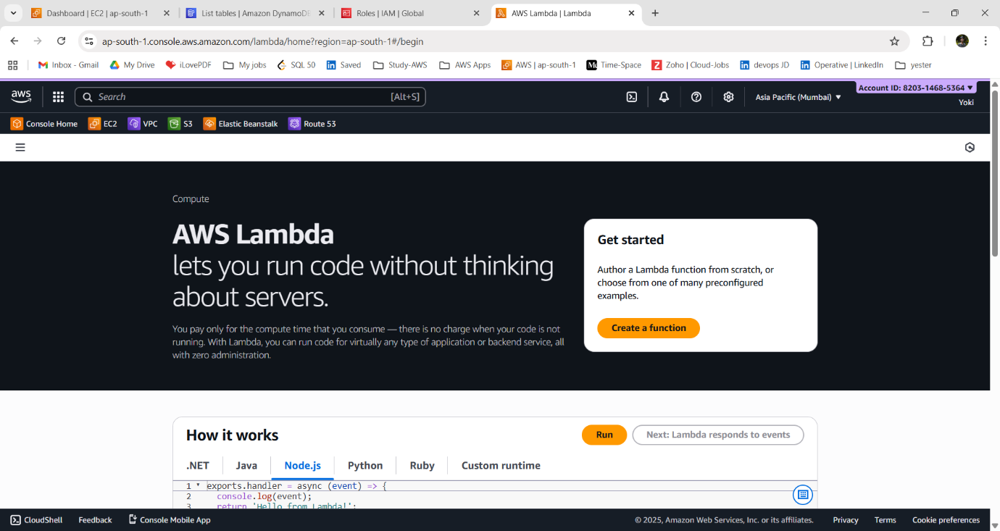 Dashboard | EC2 | ap-south-1
List tables | Amazon DynamoDB
Roles | IAM | Global
AWS Lambda | Lambda
ap-south-1.console.aws.amazon.com/lambda/home?region=ap-south-1#/begin
Inbox - Gmail
My Drive
iLovePDF
My jobs
SQL 50
Saved
Study-AWS
AWS Apps
AWS | ap-south-1
Time-Space
Zoho | Cloud-Jobs
devops JD
Operative | LinkedIn
yester
aws
Search
[Alt+S]
Asia Pacific (Mumbai)
Account ID: 8203-1468-5364
Yoki
Console Home
EC2
VPC
S3
Elastic Beanstalk
Route 53
Compute
AWS Lambda
lets you run code without thinking
about servers.
You pay only for the compute time that you consume — there is no charge when your code is not
running. With Lambda, you can run code for virtually any type of application or backend service, all
with zero administration.
Get started
Author a Lambda function from scratch, or
choose from one of many preconfigured
examples.
Create a function
How it works
Run
Next: Lambda responds to events
.NET
Java
Node.js
Python
Ruby
Custom runtime
1 exports.handler = async (event) => {
2 console.log(event);
3 return 'Hello from Lambda!';
CloudShell
Feedback
Console Mobile App
© 2025, Amazon Web Services, Inc. or its affiliates.
Privacy
Terms
Cookie preferences